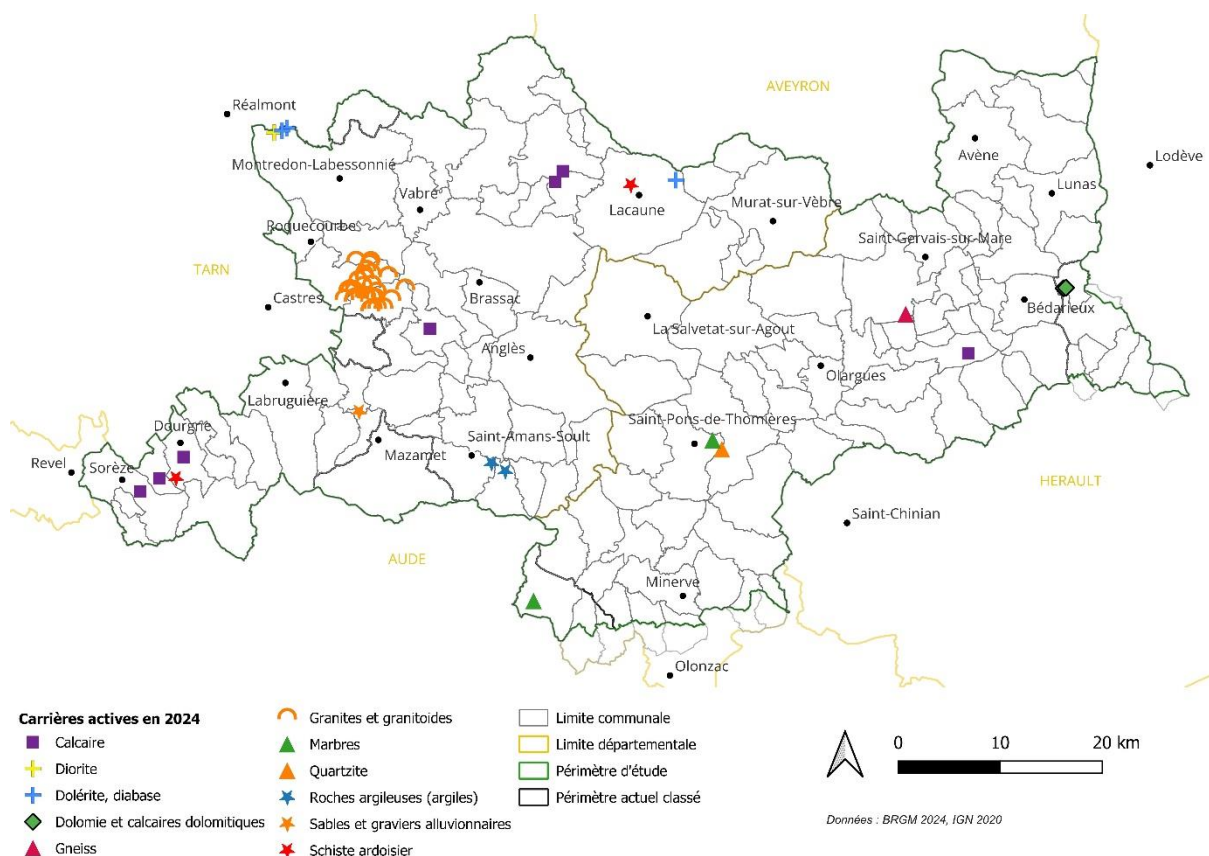 AVEYRON
Réalmont
Montredon-Labessonnié
Avène
Lodève
Vabre
Lacaune
Lunas
Murat-sur-Vèbre
Roquecourbe
Saint-Gervais-sur-Mare
TARN
Castres
Brassac
Bédarieux
La Salvetat-sur-Agout
Anglès
Olargues
Labruguière
Saint-Pons-de-Thomières
Dourgne
Saint-Amans-Soult
Mazamet
Revel
Sorèze
HERAULT
Saint-Chinian
AUDE
Minerve
Olonzac
Carrières actives en 2024
Calcaire
Diorite
Dolérite, diabase
Dolomie et calcaires dolomitiques
Gneiss
Granites et granitoides
Marbres
Quartzite
Roches argileuses (argiles)
Sables et graviers alluvionnaires
Schiste ardoisier
Limite communale
Limite départementale
Périmètre d'étude
Périmètre actuel classé
0 10 20 km
Données : BRGM 2024, IGN 2020